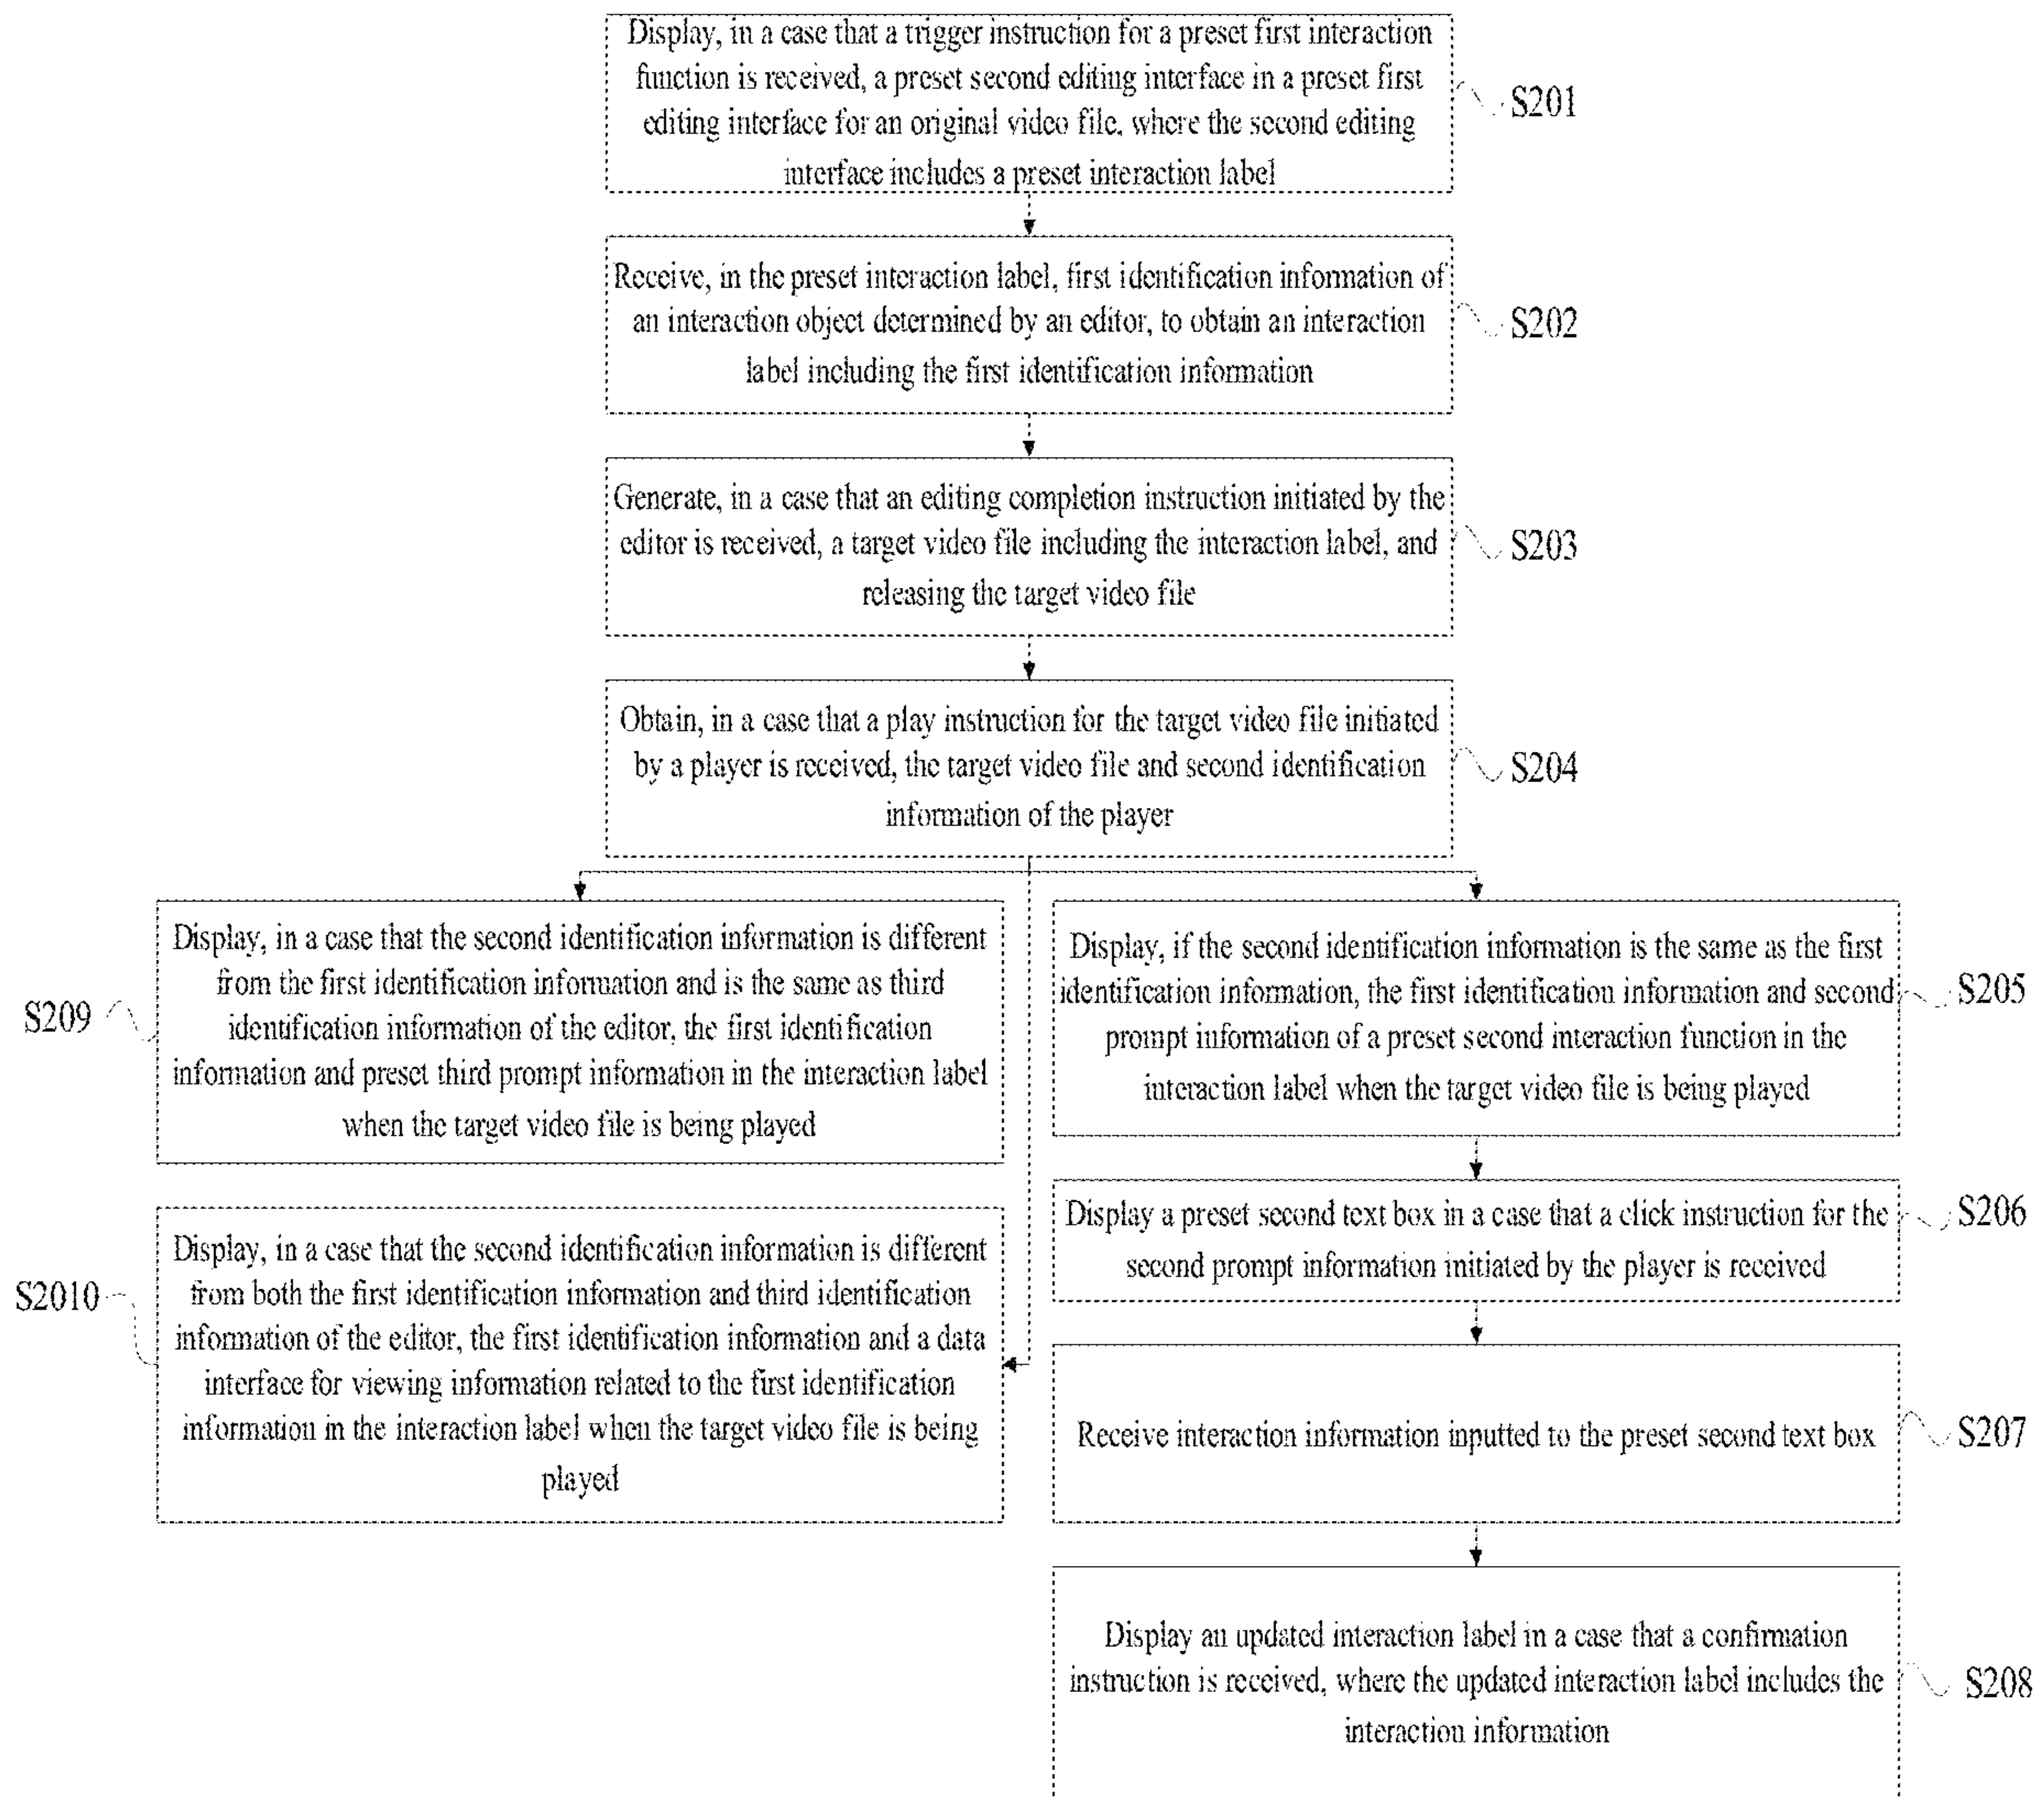 Display, in a case that a trigger instruction for a preset first interaction
function is received, a preset second editing interface in a preset first
editing interface for an original video file, where the second editing
interface includes a preset interaction label
S201
Receive, in the preset interaction label, first identification information of
an interaction object determined by an editor, to obtain an interaction
label including the first identification information
S202
Generate, in a case that an editing completion instruction initiated by the
editor is received, a target video file including the interaction label, and
releasing the target video file
S203
Obtain, in a case that a play instruction for the target video file initiated
by a player is received, the target video file and second identification
information of the player
S204
Display, in a case that the second identification information is different
from the first identification information and is the same as third
identification information of the editor, the first identification
information and preset third prompt information in the interaction label
when the target video file is being played
S209
Display, if the second identification information is the same as the first
identification information, the first identification information and second
prompt information of a preset second interaction function in the
interaction label when the target video file is being played
S205
Display a preset second text box in a case that a click instruction for the
second prompt information initiated by the player is received
S206
Display, in a case that the second identification information is different
from both the first identification information and third identification
information of the editor, the first identification information and a data
interface for viewing information related to the first identification
information in the interaction label when the target video file is being
played
S2010
Receive interaction information inputted to the preset second text box
S207
Display an updated interaction label in a case that a confirmation
instruction is received, where the updated interaction label includes the
interaction information
S208